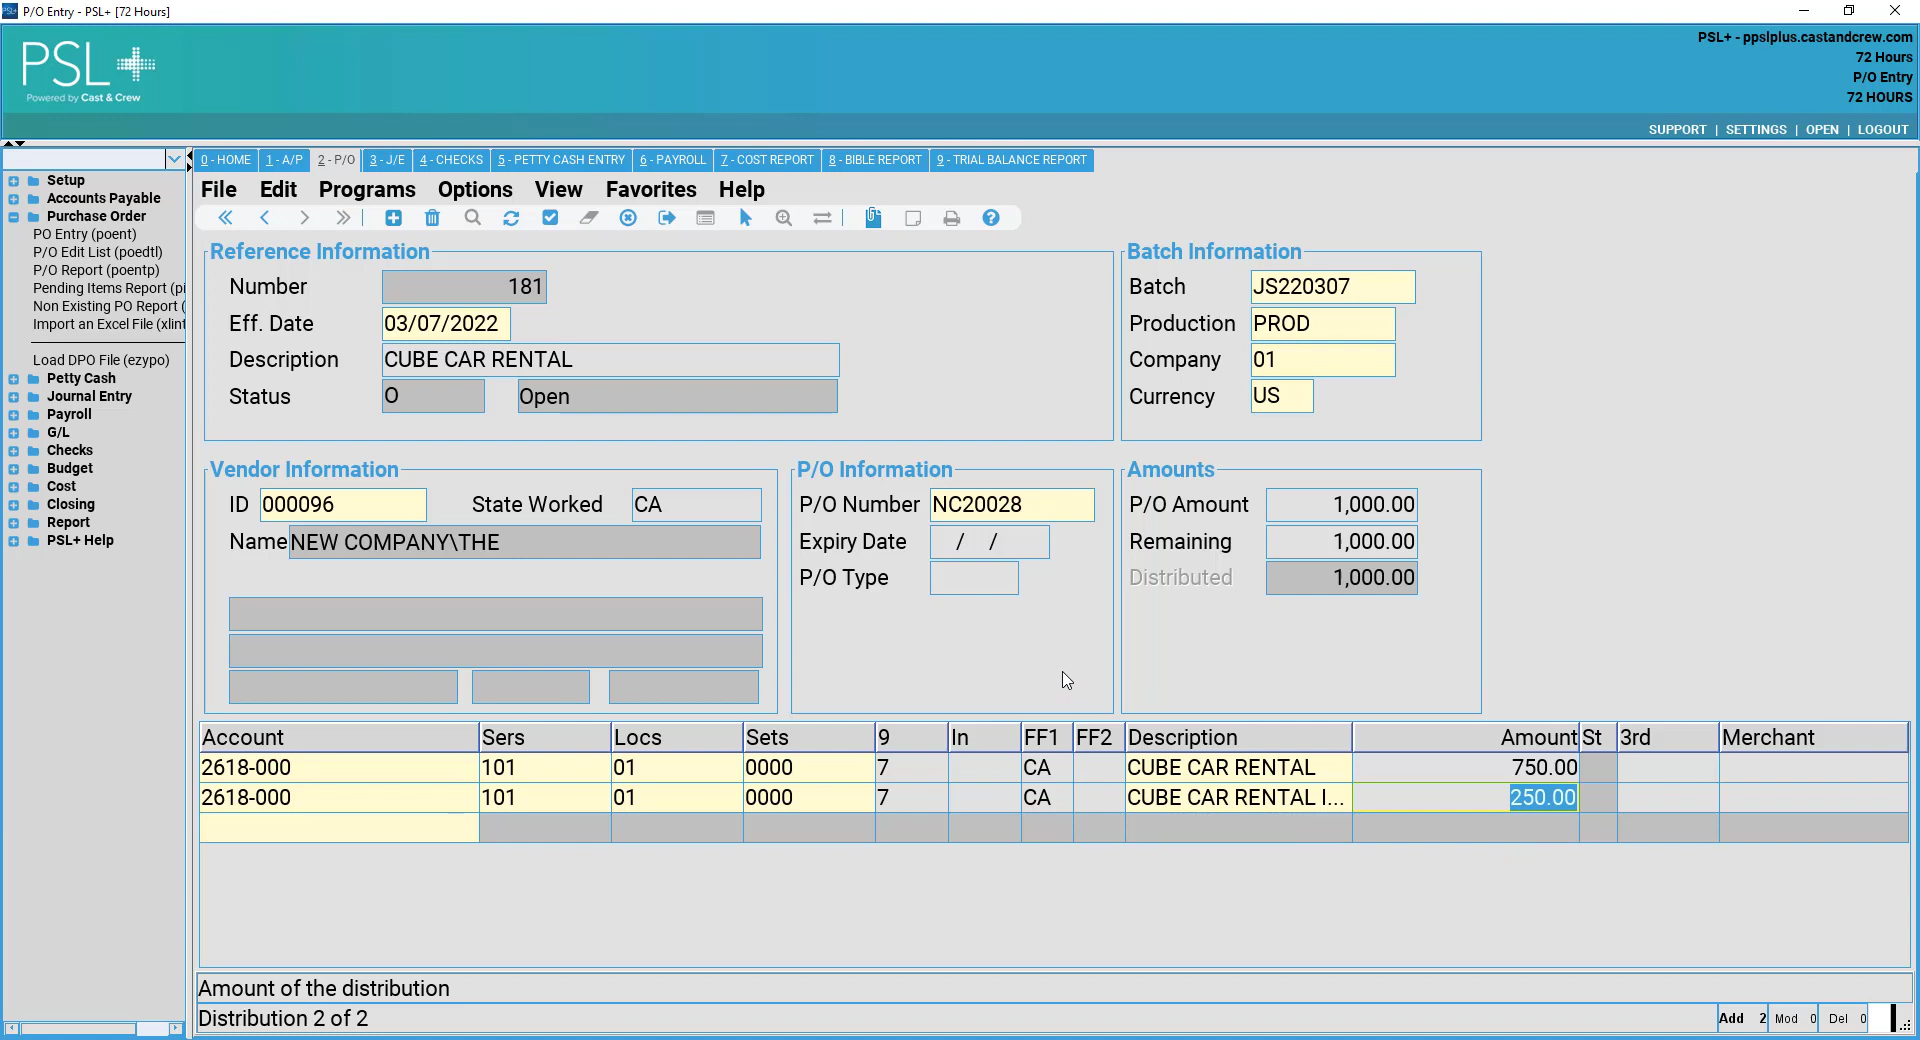 P/O Entry - PSL+ [72 Hours]
PSL+
Powered by Cast & Crew
PSL+ - ppslplus.castandcrew.com
72 Hours
P/O Entry
72 HOURS
SUPPORT | SETTINGS | OPEN | LOGOUT
0 - HOME 1 - A/P 2 - P/O 3 - J/E 4 - CHECKS 5 - PETTY CASH ENTRY 6 - PAYROLL 7 - COST REPORT 8 - BIBLE REPORT 9 - TRIAL BALANCE REPORT
File Edit Programs Options View Favorites Help
Setup
Accounts Payable
Purchase Order
PO Entry (poent)
P/O Edit List (poedtl)
P/O Report (poentp)
Pending Items Report (pi
Non Existing PO Report (
Import an Excel File (xlint
Load DPO File (ezypo)
Petty Cash
Journal Entry
Payroll
G/L
Checks
Budget
Cost
Closing
Report
PSL+ Help
Reference Information
Number 181
Eff. Date 03/07/2022
Description CUBE CAR RENTAL
Status O Open
Batch Information
Batch JS220307
Production PROD
Company 01
Currency US
Vendor Information
ID 000096 State Worked CA
Name NEW COMPANY\THE
P/O Information
P/O Number NC20028
Expiry Date / /
P/O Type
Amounts
P/O Amount 1,000.00
Remaining 1,000.00
Distributed 1,000.00
Account Sers Locs Sets 9 In FF1 FF2 Description Amount St 3rd Merchant
2618-000 101 01 0000 7 CA CUBE CAR RENTAL 750.00
2618-000 101 01 0000 7 CA CUBE CAR RENTAL I... 250.00
Amount of the distribution
Distribution 2 of 2
Add 2 Mod 0 Del 0